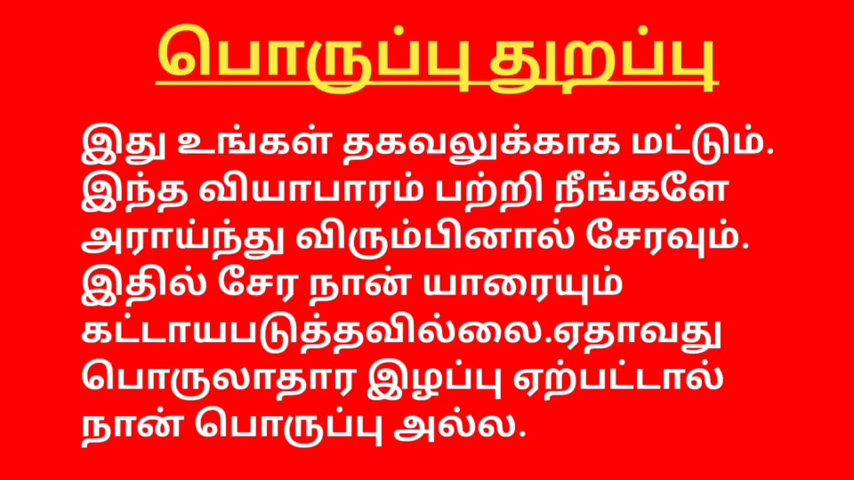 பொருப்பு துறப்பு
இது உங்கள் தகவலுக்காக மட்டும்.
இந்த வியாபாரம் பற்றி நீங்களே
அராய்ந்து விரும்பினால் சேரவும்.
இதில் சேர நான் யாரையும்
கட்டாயபடுத்தவில்லை.ஏதாவது
பொருலாதார இழப்பு ஏற்பட்டால்
நான் பொருப்பு அல்ல.